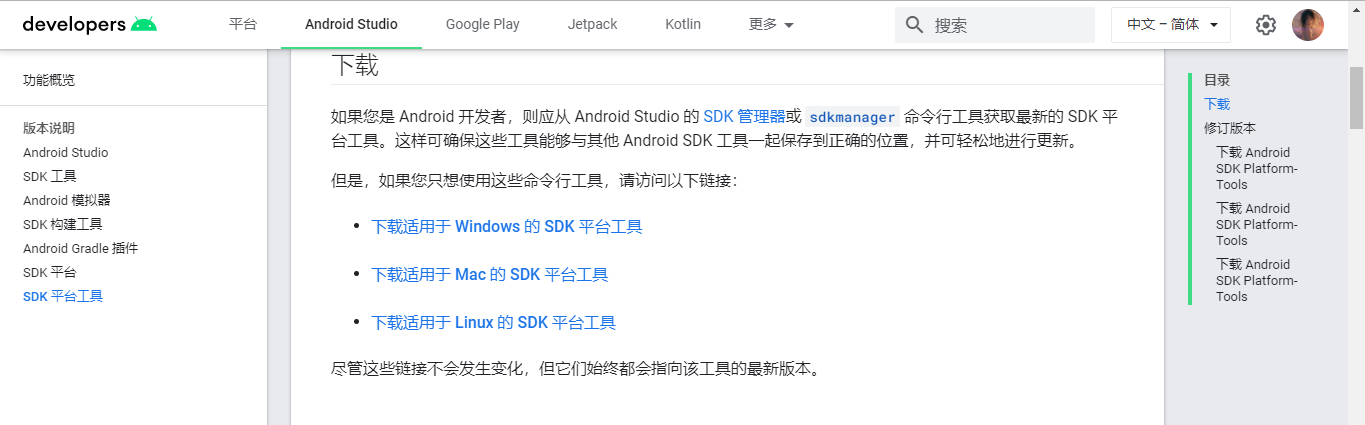 developers
平台
Android Studio
Google Play
Jetpack
Kotlin
更多
搜索
中文 – 简体
功能概览
版本说明
Android Studio
SDK 工具
Android 模拟器
SDK 构建工具
Android Gradle 插件
SDK 平台
SDK 平台工具
下载
如果您是 Android 开发者，则应从 Android Studio 的 SDK 管理器或 sdkmanager 命令行工具获取最新的 SDK 平
台工具。这样可确保这些工具能够与其他 Android SDK 工具一起保存到正确的位置，并可轻松地进行更新。
但是，如果您只想使用这些命令行工具，请访问以下链接：
• 下载适用于 Windows 的 SDK 平台工具
• 下载适用于 Mac 的 SDK 平台工具
• 下载适用于 Linux 的 SDK 平台工具
尽管这些链接不会发生变化，但它们始终都会指向该工具的最新版本。
目录
下载
修订版本
下载 Android
SDK Platform-
Tools
下载 Android
SDK Platform-
Tools
下载 Android
SDK Platform-
Tools